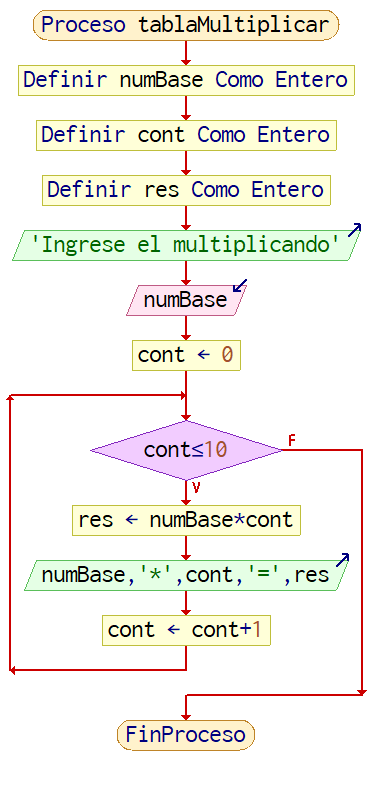 Proceso tablaMultiplicar
Definir numBase Como Entero
Definir cont Como Entero
Definir res Como Entero
'Ingrese el multiplicando'
numBase
cont ← 0
cont≤10
F
V
res ← numBase*cont
numBase,'*',cont,'=',res
cont ← cont+1
FinProceso